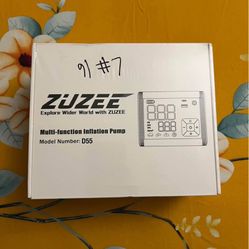 91 #7
ZUZEE
Explore Wider World with ZUZEE
Multi-function Inflation Pump
Model Number: D55